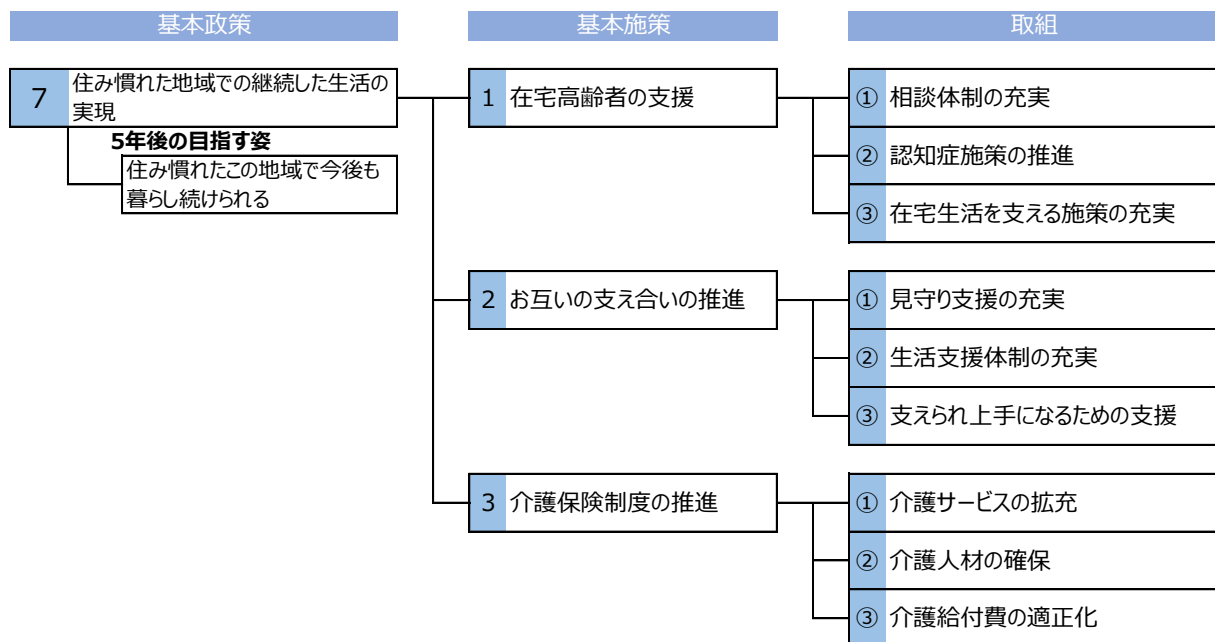 基本政策
基本施策
取組
7
住み慣れた地域での継続した生活の
実現
5年後の目指す姿
住み慣れたこの地域で今後も
暮らし続けられる
1 在宅高齢者の支援
① 相談体制の充実
② 認知症施策の推進
③ 在宅生活を支える施策の充実
2 お互いの支え合いの推進
① 見守り支援の充実
② 生活支援体制の充実
③ 支えられ上手になるための支援
3 介護保険制度の推進
① 介護サービスの拡充
② 介護人材の確保
③ 介護給付費の適正化